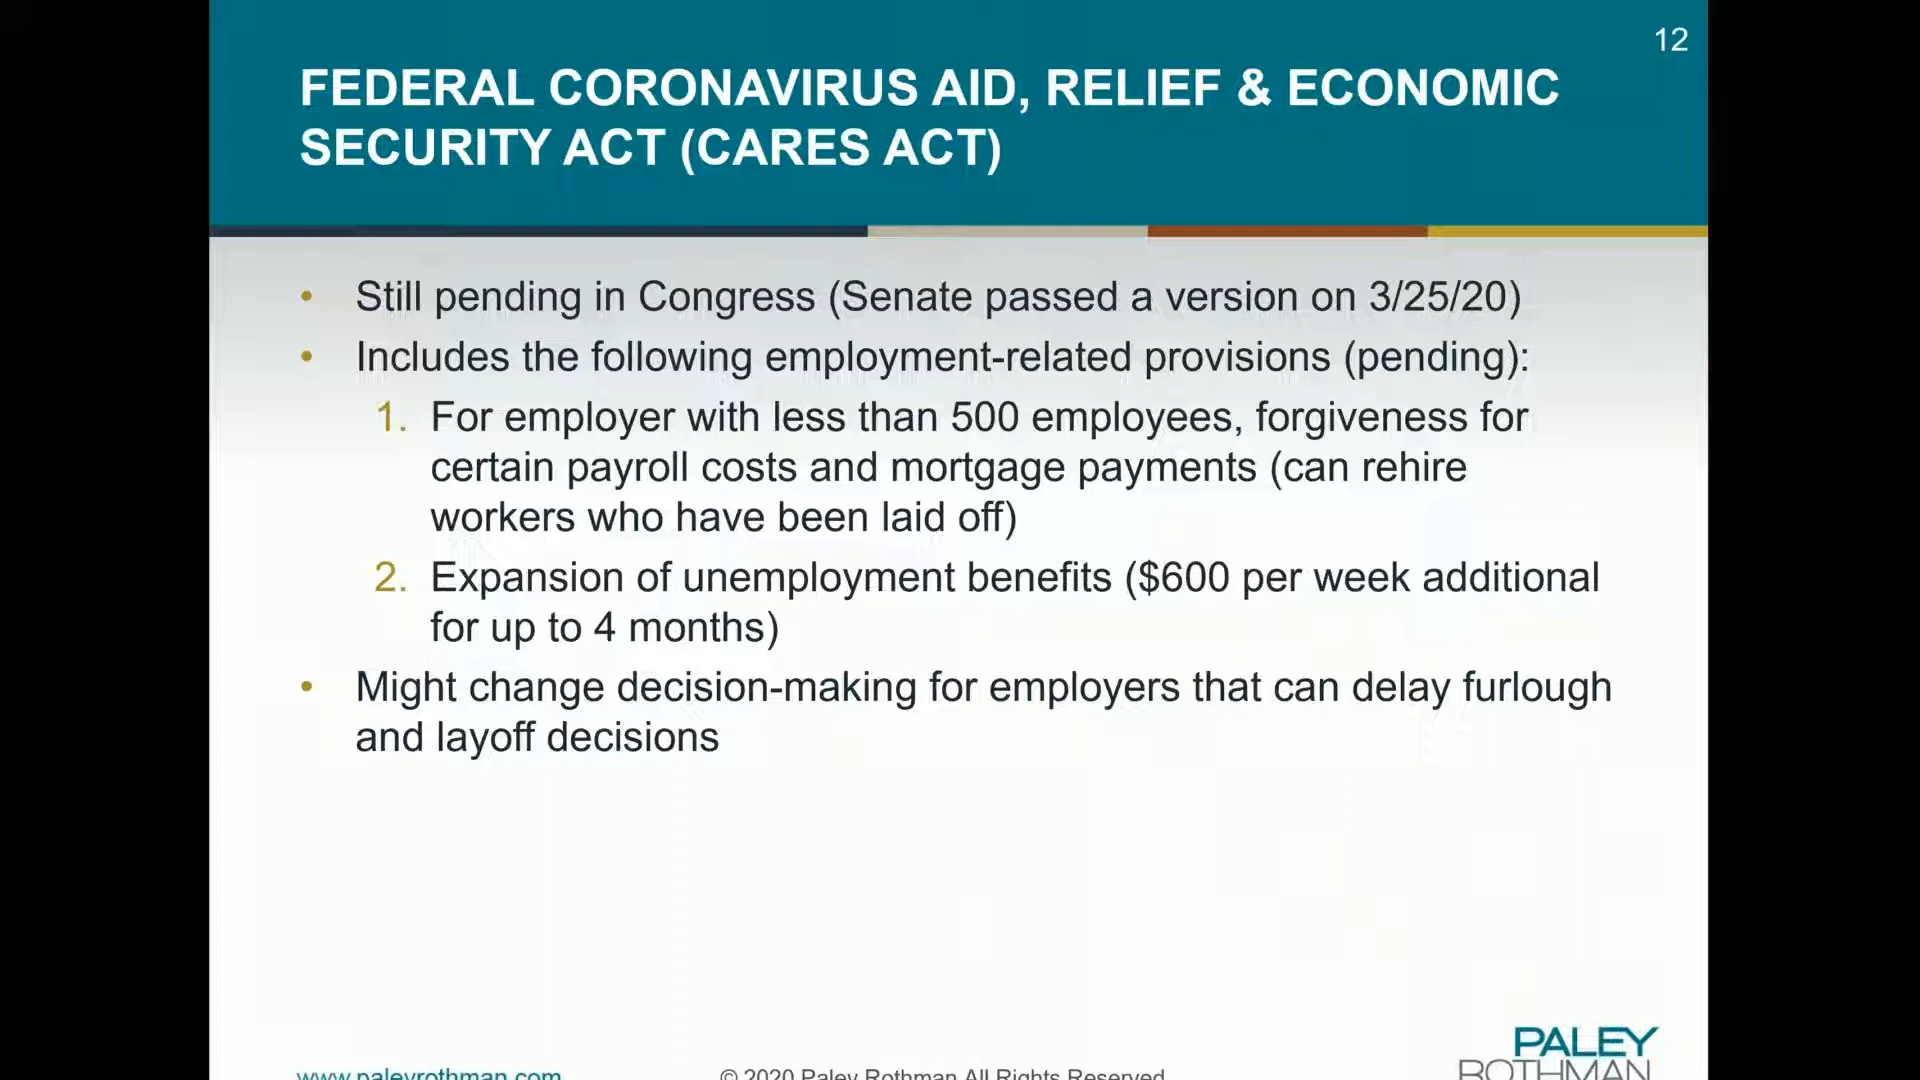 12
FEDERAL CORONAVIRUS AID, RELIEF & ECONOMIC
SECURITY ACT (CARES ACT)
• Still pending in Congress (Senate passed a version on 3/25/20)
• Includes the following employment-related provisions (pending):
1. For employer with less than 500 employees, forgiveness for
certain payroll costs and mortgage payments (can rehire
workers who have been laid off)
2. Expansion of unemployment benefits ($600 per week additional
for up to 4 months)
• Might change decision-making for employers that can delay furlough
and layoff decisions
PALEY
ROTHMAN
www.paleyrothman.com
© 2020 Paley Rothman All Rights Reserved